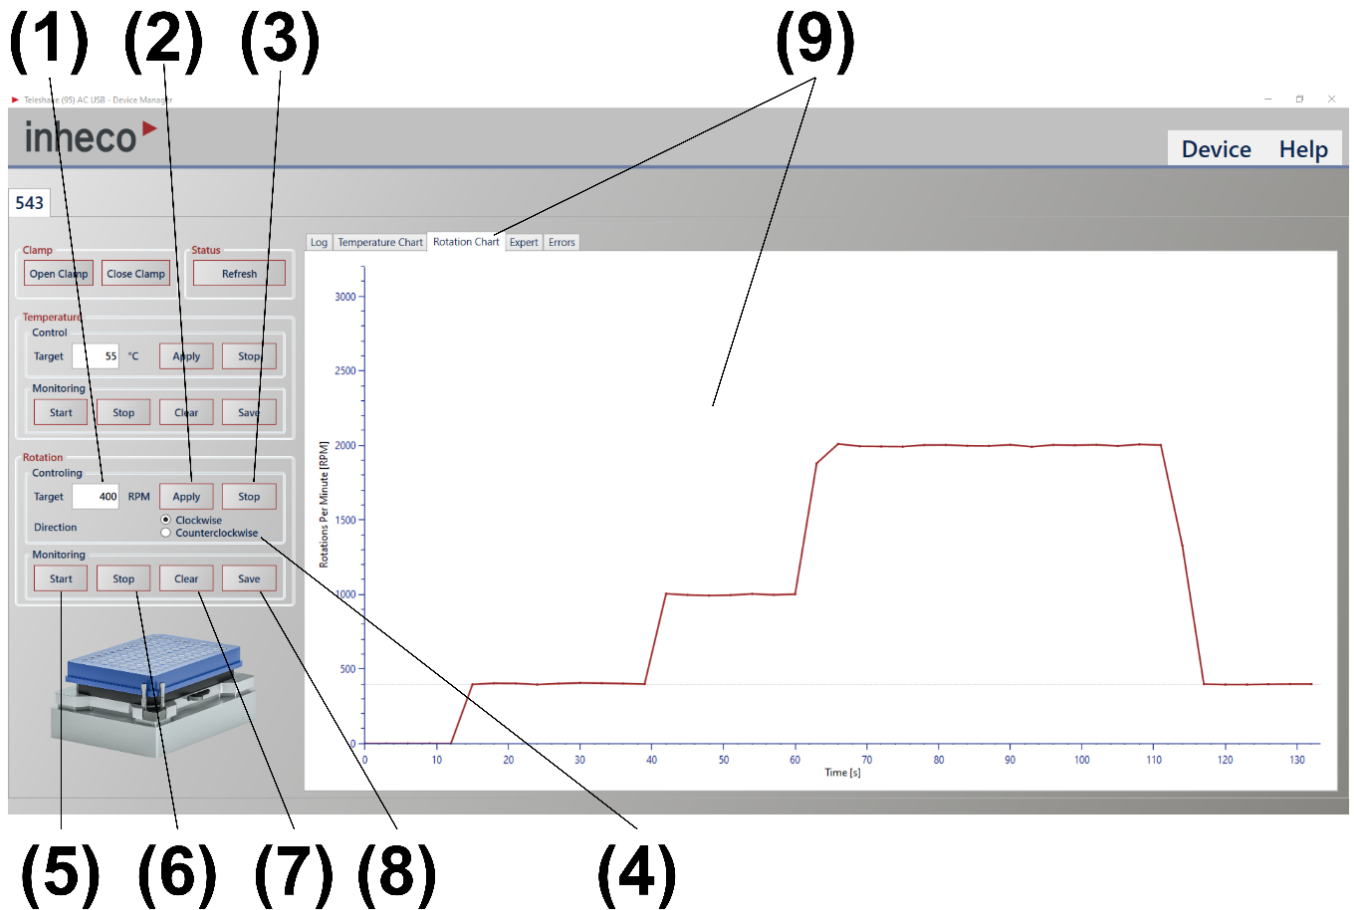 (1) (2) (3) (9)
Teleshake (95) AC USB - Device Manager
inheco
Device Help
543
Log Temperature Chart Rotation Chart Expert Errors
Clamp
Open Clamp Close Clamp
Status
Refresh
Temperature
Control
Target 55 °C Apply Stop
Monitoring
Start Stop Clear Save
Rotation
Controling
Target 400 RPM Apply Stop
Direction
Clockwise
Counterclockwise
Monitoring
Start Stop Clear Save
Rotations Per Minute [RPM]
3000
2500
2000
1500
1000
500
0
0 10 20 30 40 50 60 70 80 90 100 110 120 130
Time [s]
(5) (6) (7) (8) (4)